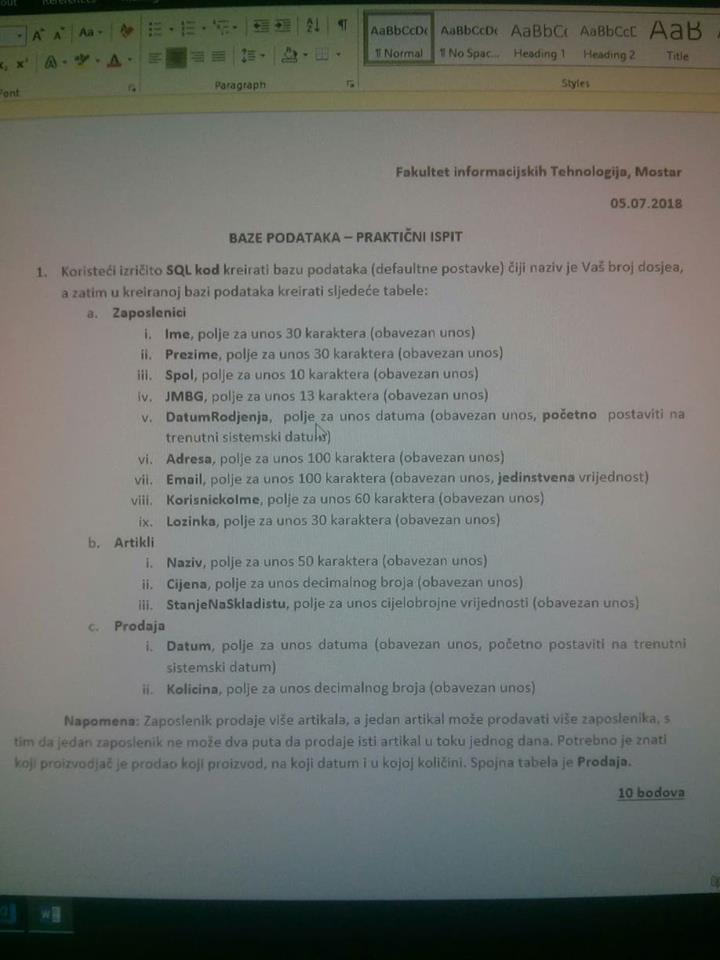 out References
Aa
¶
AaBbCcDc AaBbCcDc AaBbCc AaBbCcD AaB
¶ Normal ¶ No Spac... Heading 1 Heading 2 Title
Font Paragraph Styles
Fakultet informacijskih Tehnologija, Mostar
05.07.2018
BAZE PODATAKA – PRAKTIČNI ISPIT
1. Koristeći izričito SQL kod kreirati bazu podataka (defaultne postavke) čiji naziv je Vaš broj dosjea,
a zatim u kreiranoj bazi podataka kreirati sljedeće tabele:
a. Zaposlenici
i. Ime, polje za unos 30 karaktera (obavezan unos)
ii. Prezime, polje za unos 30 karaktera (obavezan unos)
iii. Spol, polje za unos 10 karaktera (obavezan unos)
iv. JMBG, polje za unos 13 karaktera (obavezan unos)
v. DatumRodjenja, polje za unos datuma (obavezan unos, početno postaviti na
trenutni sistemski datum)
vi. Adresa, polje za unos 100 karaktera (obavezan unos)
vii. Email, polje za unos 100 karaktera (obavezan unos, jedinstvena vrijednost)
viii. KorisnickoIme, polje za unos 60 karaktera (obavezan unos)
ix. Lozinka, polje za unos 30 karaktera (obavezan unos)
b. Artikli
i. Naziv, polje za unos 50 karaktera (obavezan unos)
ii. Cijena, polje za unos decimalnog broja (obavezan unos)
iii. StanjeNaSkladistu, polje za unos cijelobrojne vrijednosti (obavezan unos)
c. Prodaja
i. Datum, polje za unos datuma (obavezan unos, početno postaviti na trenutni
sistemski datum)
ii. Kolicina, polje za unos decimalnog broja (obavezan unos)
Napomena: Zaposlenik prodaje više artikala, a jedan artikal može prodavati više zaposlenika, s
tim da jedan zaposlenik ne može dva puta da prodaje isti artikal u toku jednog dana. Potrebno je znati
koji proizvodjač je prodao koji proizvod, na koji datum i u kojoj količini. Spojna tabela je Prodaja.
10 bodova